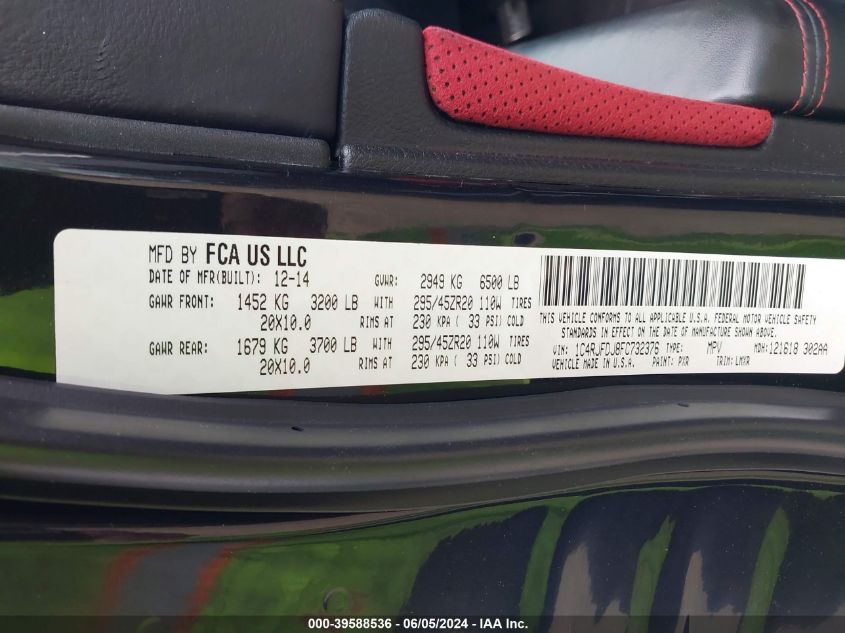 MFD BY FCA US LLC
DATE OF MFR(BUILT): 12-14 GVWR: 2949 KG 6500 LB
GAWR FRONT: 1452 KG 3200 LB WITH 295/45ZR20 110W TIRES
20X10.0 RIMS AT 230 KPA ( 33 PSI) COLD
GAWR REAR: 1679 KG 3700 LB WITH 295/45ZR20 110W TIRES
20X10.0 RIMS AT 230 KPA ( 33 PSI) COLD
THIS VEHICLE CONFORMS TO ALL APPLICABLE U.S.A. FEDERAL MOTOR VEHICLE SAFETY
STANDARDS IN EFFECT ON THE DATE OF MANUFACTURE SHOWN ABOVE.
VIN: 1C4RJFDJ8FC792376 TYPE: MPV MDH: 121618 302AA
VEHICLE MADE IN U.S.A. PAINT: PXR TRIM: LMXR
000-39588536 - 06/05/2024 - IAA Inc.